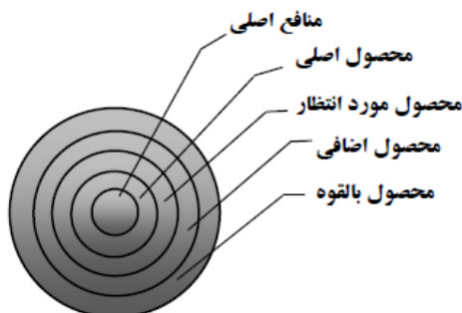 منافع اصلی
محصول اصلی
محصول مورد انتظار
محصول اضافی
محصول بالقوه